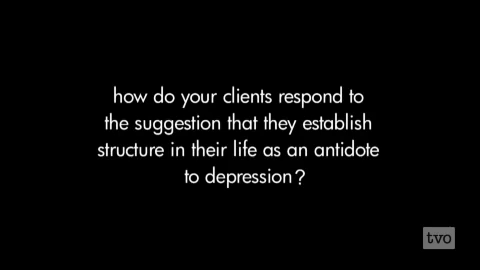 how do your clients respond to
the suggestion that they establish
structure in their life as an antidote
to depression?
tvo